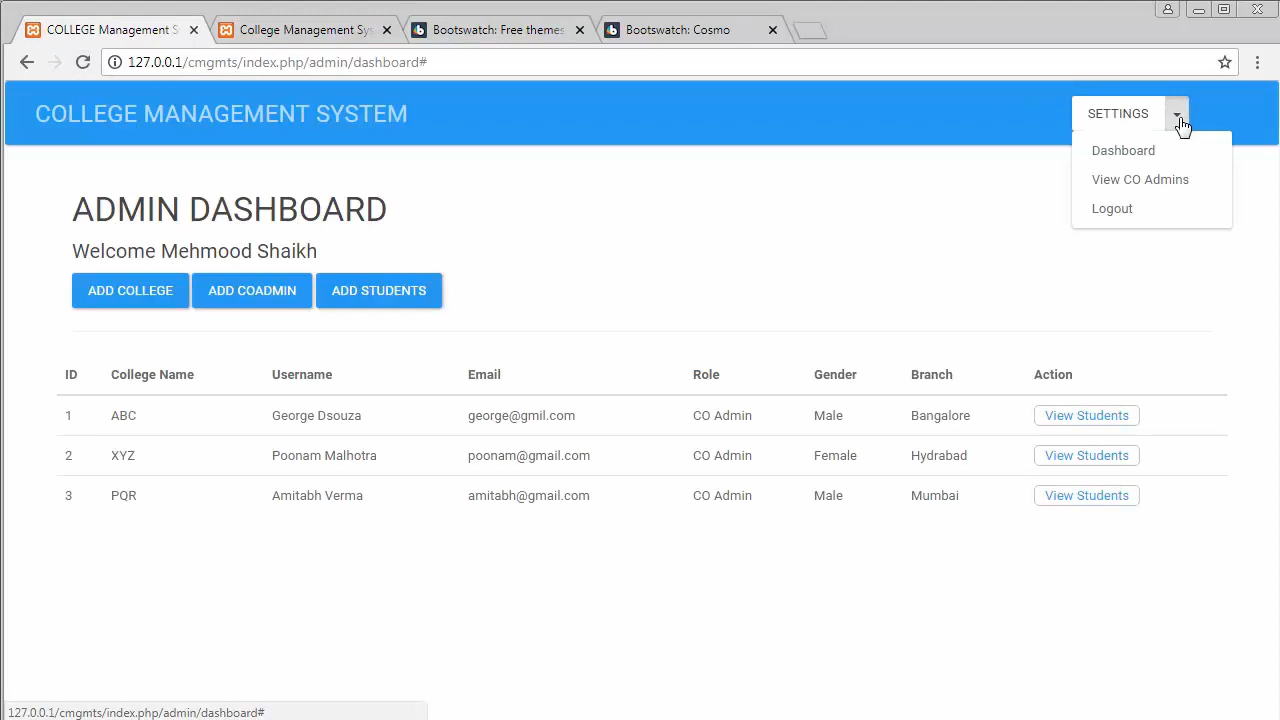 COLLEGE Management S
College Management Sys
Bootswatch: Free themes
Bootswatch: Cosmo
127.0.0.1/cmgmts/index.php/admin/dashboard#
COLLEGE MANAGEMENT SYSTEM
SETTINGS
Dashboard
View CO Admins
Logout
ADMIN DASHBOARD
Welcome Mehmood Shaikh
ADD COLLEGE ADD COADMIN ADD STUDENTS
ID College Name Username Email Role Gender Branch Action
1 ABC George Dsouza george@gmil.com CO Admin Male Bangalore View Students
2 XYZ Poonam Malhotra poonam@gmail.com CO Admin Female Hydrabad View Students
3 PQR Amitabh Verma amitabh@gmail.com CO Admin Male Mumbai View Students
127.0.0.1/cmgmts/index.php/admin/dashboard#